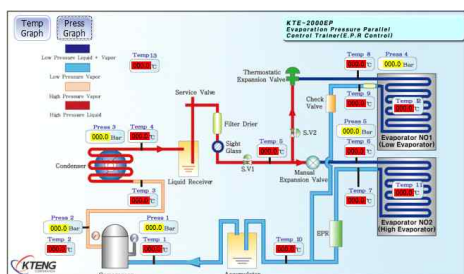 Temp Graph
Press Graph
KTE-2000EP
Evaporation Pressure Parallel
Control Trainer(E.P.R Control)
Low Pressure Liquid + Vapor
Low Pressure Vapor
High Pressure Vapor
High Pressure Liquid
Temp 13
000.0 ℃
Service Valve
Thermostatic
Expansion Valve
Temp 8
000.0 ℃
Press 4
000.0 Bar
Check
Valve
Temp 9
000.0 ℃
Filter Drier
Sight
Glass
S.V1
S.V2
Temp 5
000.0 ℃
Press 5
000.0 Bar
Evaporator NO1
(Low Evaporator)
Press 3
000.0 Bar
Temp 4
000.0 ℃
Condenser
Liquid Receiver
Manual
Expansion Valve
Temp 6
000.0 ℃
Temp 7
000.0 ℃
Temp 11
000.0 ℃
Temp 3
000.0 ℃
Evaporator NO2
(High Evaporator)
Press 2
000.0 Bar
Press 1
000.0 Bar
Temp 2
000.0 ℃
Temp 1
000.0 ℃
Temp 10
000.0 ℃
EPR
KTENG